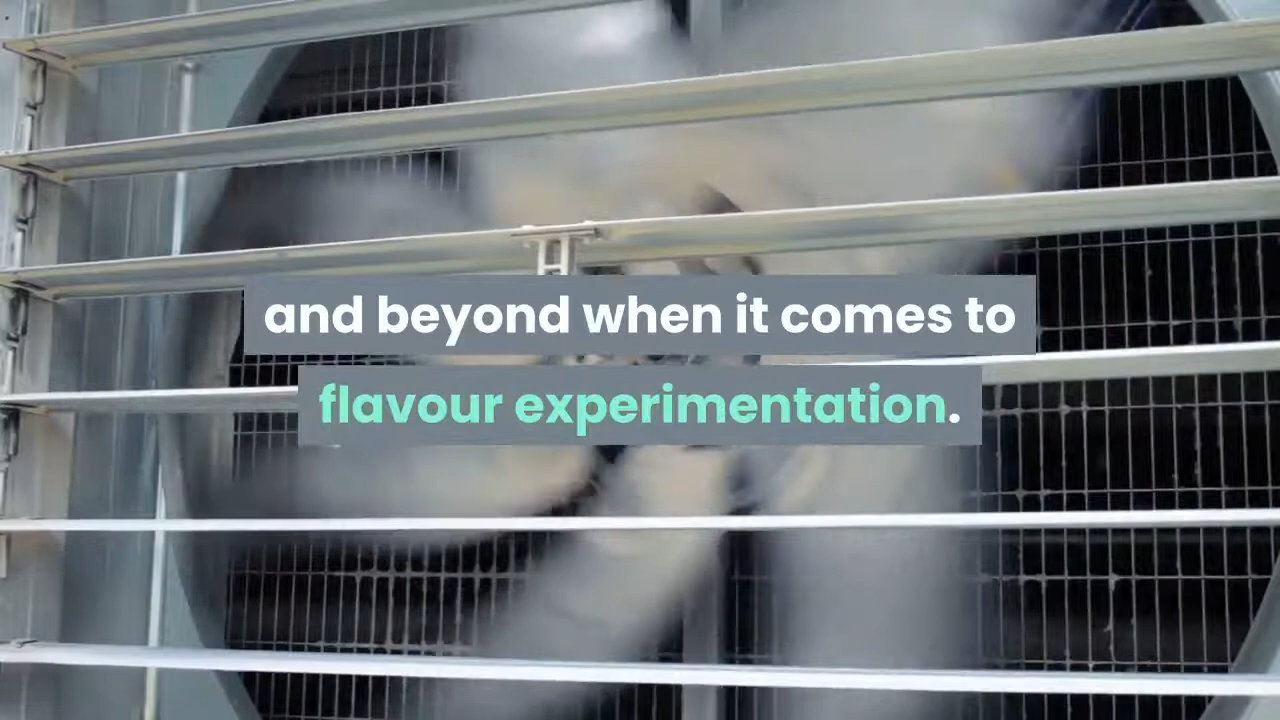 and beyond when it comes to
flavour experimentation.